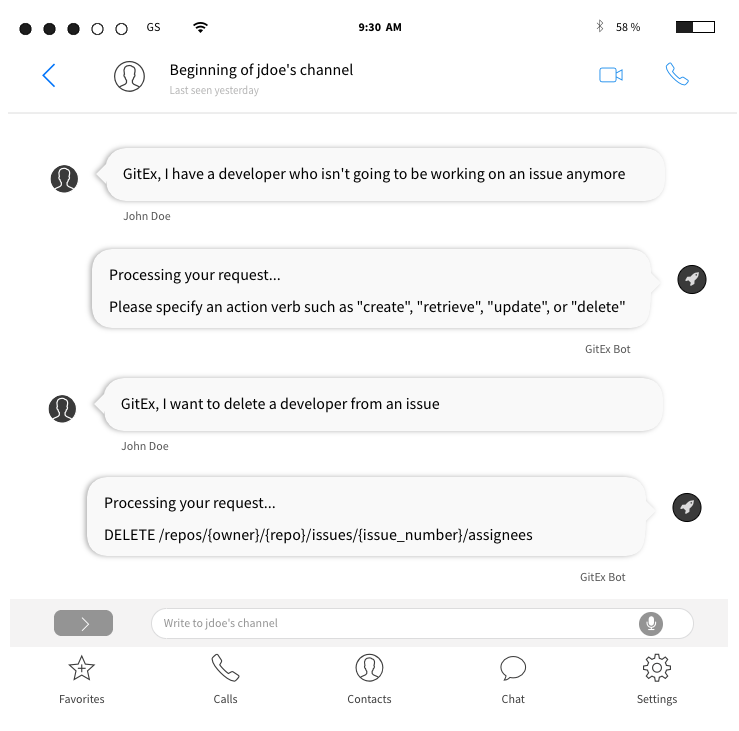 GS
9:30 AM
58 %
Beginning of jdoe's channel
Last seen yesterday
GitEx, I have a developer who isn't going to be working on an issue anymore
John Doe
Processing your request...
Please specify an action verb such as "create", "retrieve", "update", or "delete"
GitEx Bot
GitEx, I want to delete a developer from an issue
John Doe
Processing your request...
DELETE /repos/{owner}/{repo}/issues/{issue_number}/assignees
GitEx Bot
Write to jdoe's channel
Favorites
Calls
Contacts
Chat
Settings